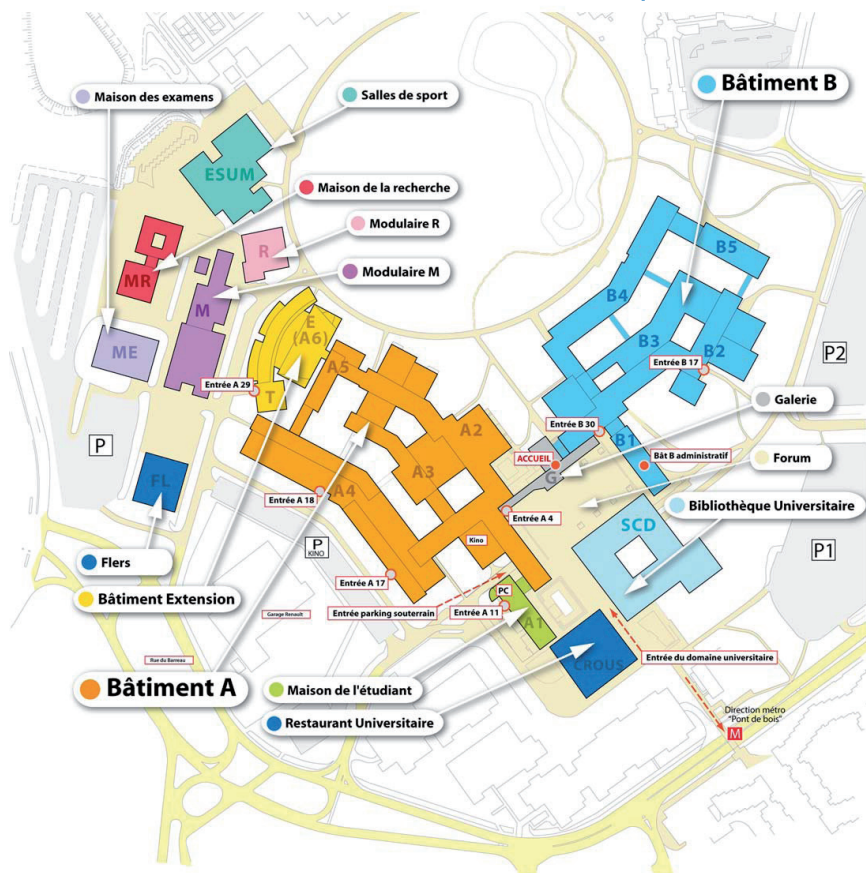 Bâtiment B
Maison des examens
Salles de sport
ESUM
Maison de la recherche
Modulaire R
R
MR
Modulaire M
M
B5
B4
B3
B2
E
(A6)
ME
A5
P2
Entrée B 17
Entrée A 29
T
Galerie
A2
Entrée B 30
B1
P
ACCUEIL
Bât B administratif
Forum
A3
G
FL
A4
Entrée A 18
Entrée A 4
Bibliothèque Universitaire
SCD
Kino
P
KINO
P1
Flers
Entrée A 17
PC
Bâtiment Extension
Entrée parking souterrain
Entrée A 11
Garage Renault
A1
Rue du Barreau
Entrée du domaine universitaire
CROUS
Bâtiment A
Maison de l'étudiant
Restaurant Universitaire
Direction métro
"Pont de bois"
M